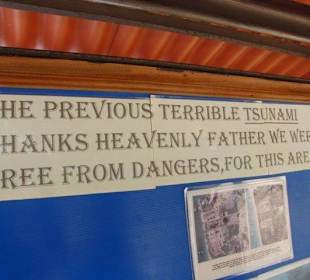 HE PREVIOUS TERRIBLE TSUNAMI
HANKS HEAVENLY FATHER WE WER
REE FROM DANGERS,FOR THIS ARE